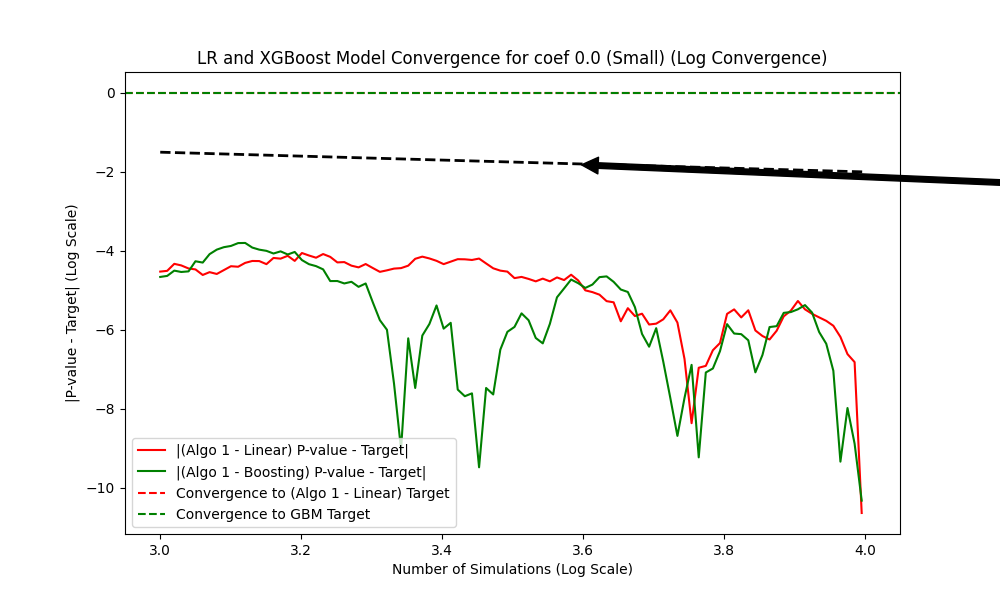 LR and XGBoost Model Convergence for coef 0.0 (Small) (Log Convergence)
|P-value - Target| (Log Scale)
0
−2
−4
−6
−8
−10
|(Algo 1 - Linear) P-value - Target|
|(Algo 1 - Boosting) P-value - Target|
Convergence to (Algo 1 - Linear) Target
Convergence to GBM Target
3.0 3.2 3.4 3.6 3.8 4.0
Number of Simulations (Log Scale)